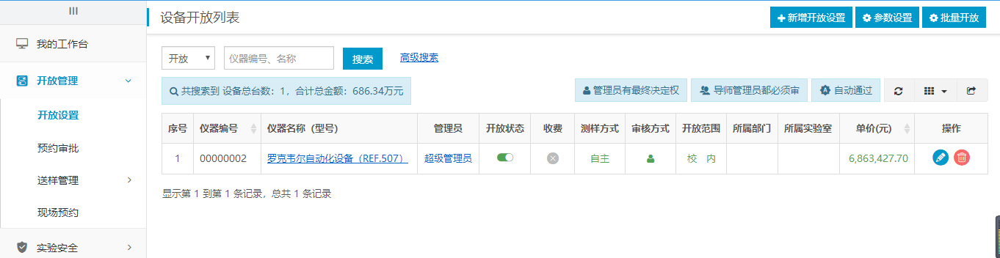 设备开放列表
新增开放设置 参数设置 批量开放
我的工作台
开放管理
开放设置
预约审批
送样管理
现场预约
实验安全
开放 仪器编号、名称 搜索 高级搜索
共搜索到 设备总台数：1，合计总金额：686.34万元
管理员有最终决定权 导师管理员都必须审 自动通过
序号 仪器编号 仪器名称（型号） 管理员 开放状态 收费 测样方式 审核方式 开放范围 所属部门 所属实验室 单价(元) 操作
1 00000002 罗克韦尔自动化设备（REF.507） 超级管理员 自主 校 内 6,863,427.70
显示第 1 到第 1 条记录，总共 1 条记录